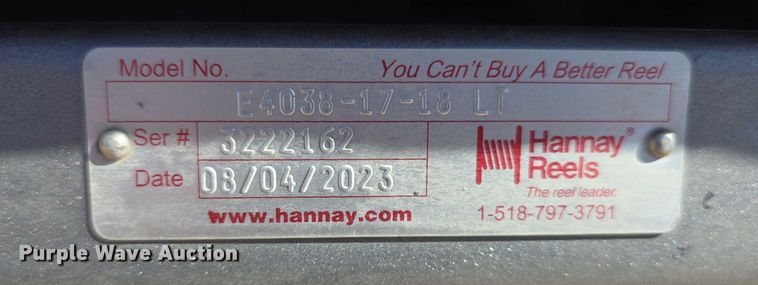 Model No. You Can't Buy A Better Reel
E4038-17-18 LT
Ser # 3222162
Hannay®
Reels
Date 08/04/2023
The reel leader.
www.hannay.com 1-518-797-3791
Purple Wave Auction